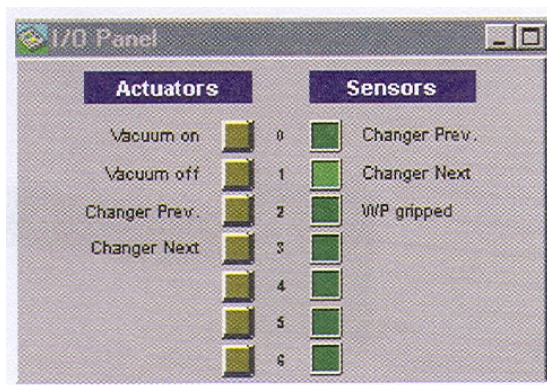 I/O Panel
Actuators Sensors
Vacuum on 0 Changer Prev.
Vacuum off 1 Changer Next
Changer Prev. 2 WP gripped
Changer Next 3
4
5
6